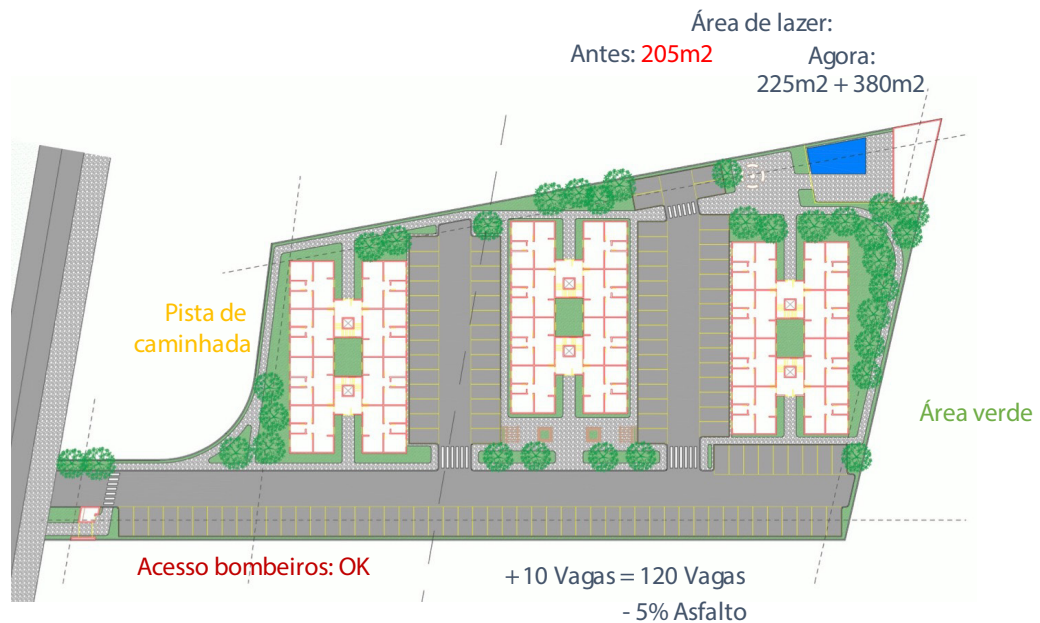 Área de lazer:
Antes: 205m2
Agora:
225m2 + 380m2
Pista de
caminhada
Área verde
Acesso bombeiros: OK
+10 Vagas = 120 Vagas
- 5% Asfalto